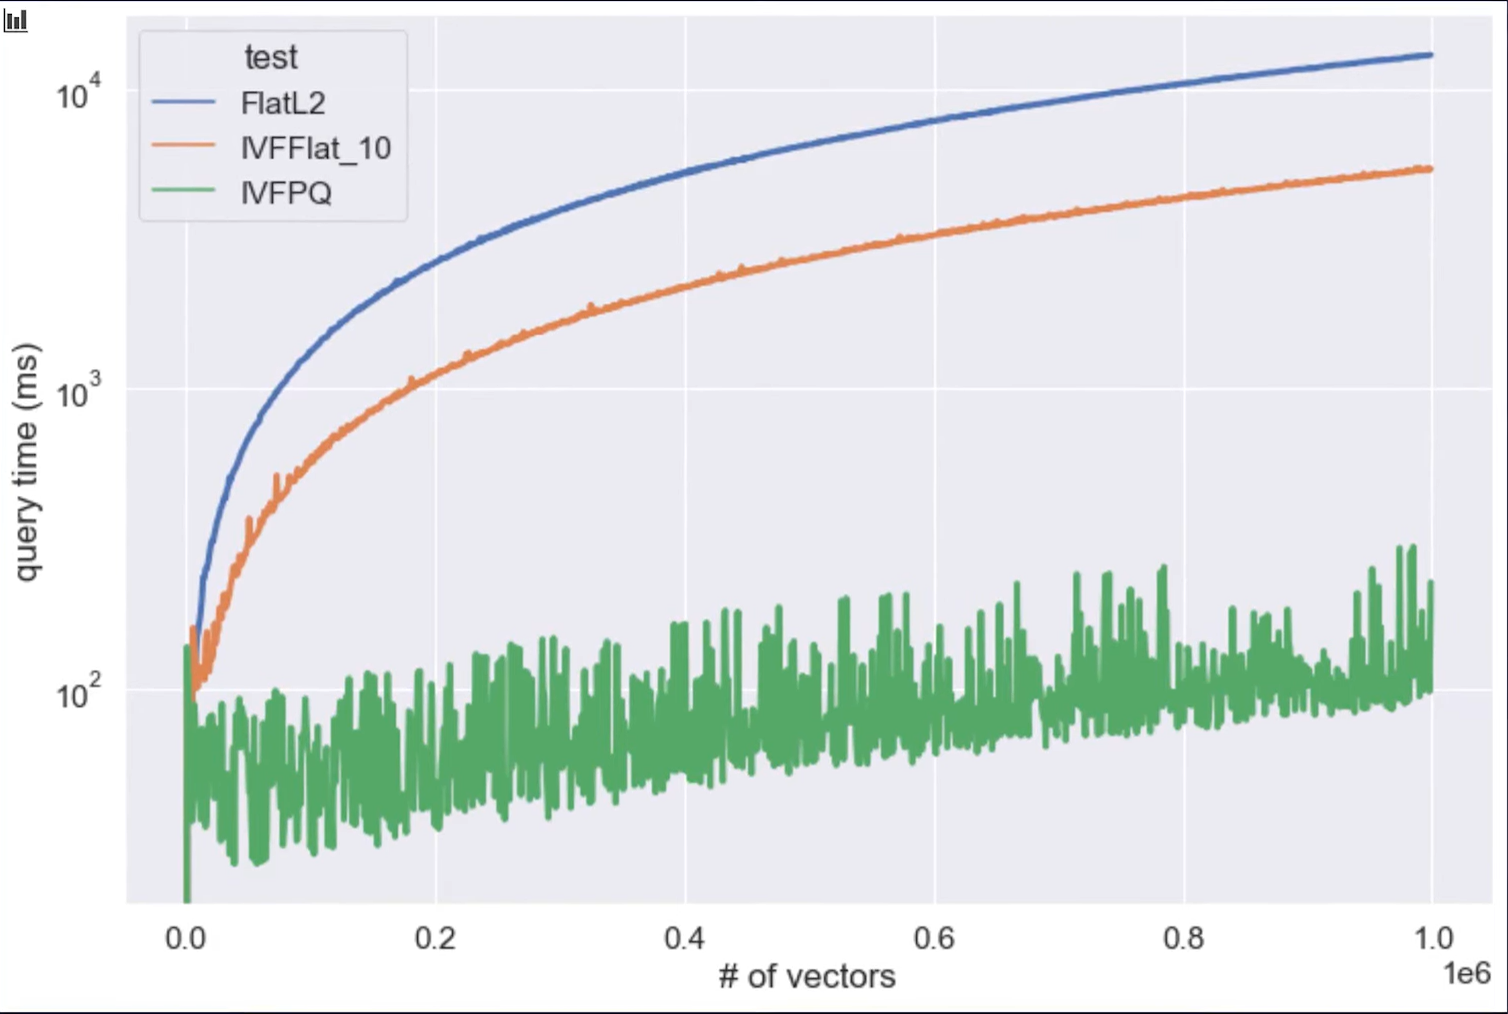 test
FlatL2
IVFFlat_10
IVFPQ
10^4
10^3
10^2
query time (ms)
0.0 0.2 0.4 0.6 0.8 1.0
1e6
# of vectors